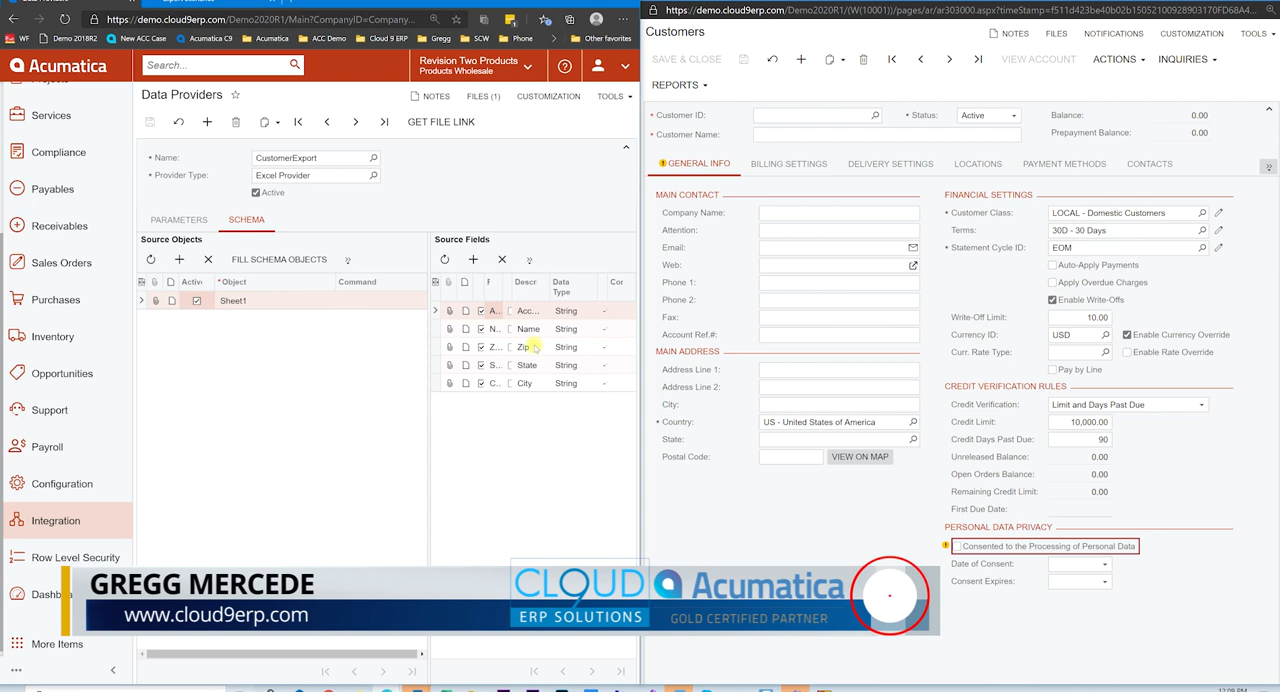 https://demo.cloud9erp.com/Demo2020R1/Main?CompanyID=Company...
WF
Demo 2018R2
New ACC Case
Acumatica C9
Acumatica
ACC Demo
Cloud 9 ERP
Gregg
SCW
Phone
Other favorites
Acumatica
Search...
Revision Two Products
Products Wholesale
Services
Compliance
Payables
Receivables
Sales Orders
Purchases
Inventory
Opportunities
Support
Payroll
Configuration
Integration
Row Level Security
More Items
Data Providers
NOTES FILES (1) CUSTOMIZATION TOOLS
GET FILE LINK
Name: CustomerExport
Provider Type: Excel Provider
Active
PARAMETERS SCHEMA
Source Objects
FILL SCHEMA OBJECTS
Activ *Object Command
Sheet1
Source Fields
F Descr Data Type Cor
A... Acc... String -
N... Name String -
Z... Zip String -
S... State String -
C... City String -
https://demo.cloud9erp.com/Demo2020R1/(W(10001))/pages/ar/ar303000.aspx?timeStamp=f511d423be40b02b1505210928903170FD68A4...
Customers
NOTES FILES NOTIFICATIONS CUSTOMIZATION TOOLS
SAVE & CLOSE VIEW ACCOUNT ACTIONS INQUIRIES
REPORTS
Customer ID: Status: Active Balance: 0.00
Customer Name: Prepayment Balance: 0.00
GENERAL INFO BILLING SETTINGS DELIVERY SETTINGS LOCATIONS PAYMENT METHODS CONTACTS
MAIN CONTACT
Company Name:
Attention:
Email:
Web:
Phone 1:
Phone 2:
Fax:
Account Ref.#:
MAIN ADDRESS
Address Line 1:
Address Line 2:
City:
Country: US - United States of America
State:
Postal Code: VIEW ON MAP
FINANCIAL SETTINGS
Customer Class: LOCAL - Domestic Customers
Terms: 30D - 30 Days
Statement Cycle ID: EOM
Auto-Apply Payments
Apply Overdue Charges
Enable Write-Offs
Write-Off Limit: 10.00
Currency ID: USD Enable Currency Override
Curr. Rate Type: Enable Rate Override
Pay by Line
CREDIT VERIFICATION RULES
Credit Verification: Limit and Days Past Due
Credit Limit: 10,000.00
Credit Days Past Due: 90
Unreleased Balance: 0.00
Open Orders Balance: 0.00
Remaining Credit Limit: 0.00
First Due Date:
PERSONAL DATA PRIVACY
Consented to the Processing of Personal Data
Date of Consent:
Consent Expires:
GREGG MERCEDE
www.cloud9erp.com
CLOUD9
ERP SOLUTIONS
Acumatica
GOLD CERTIFIED PARTNER